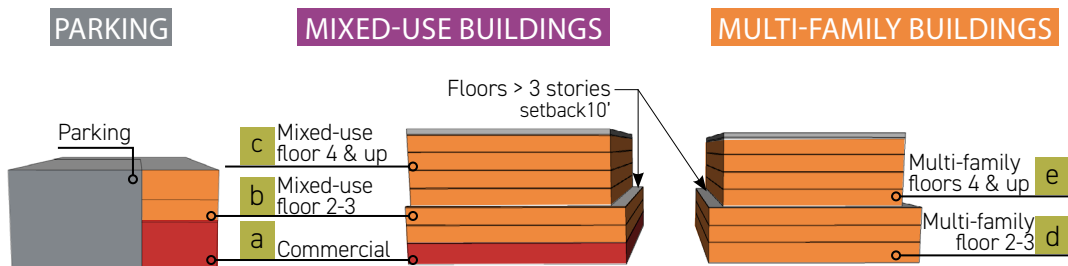 PARKING
MIXED-USE BUILDINGS
MULTI-FAMILY BUILDINGS
Floors > 3 stories
setback10'
Parking
c
Mixed-use
floor 4 & up
b
Mixed-use
floor 2-3
a
Commercial
Multi-family
floors 4 & up
e
Multi-family
floor 2-3
d